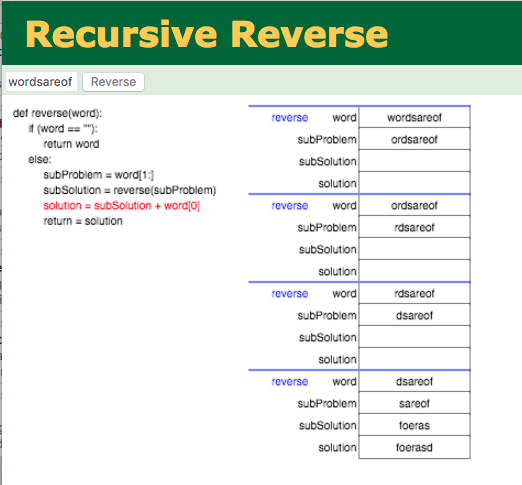 Recursive Reverse
wordsareof Reverse
def reverse(word):
if (word == ""):
return word
else:
subProblem = word[1:]
subSolution = reverse(subProblem)
solution = subSolution + word[0]
return = solution
reverse word wordsareof
subProblem ordsareof
subSolution
solution
reverse word ordsareof
subProblem rdsareof
subSolution
solution
reverse word rdsareof
subProblem dsareof
subSolution
solution
reverse word dsareof
subProblem sareof
subSolution foeras
solution foerasd